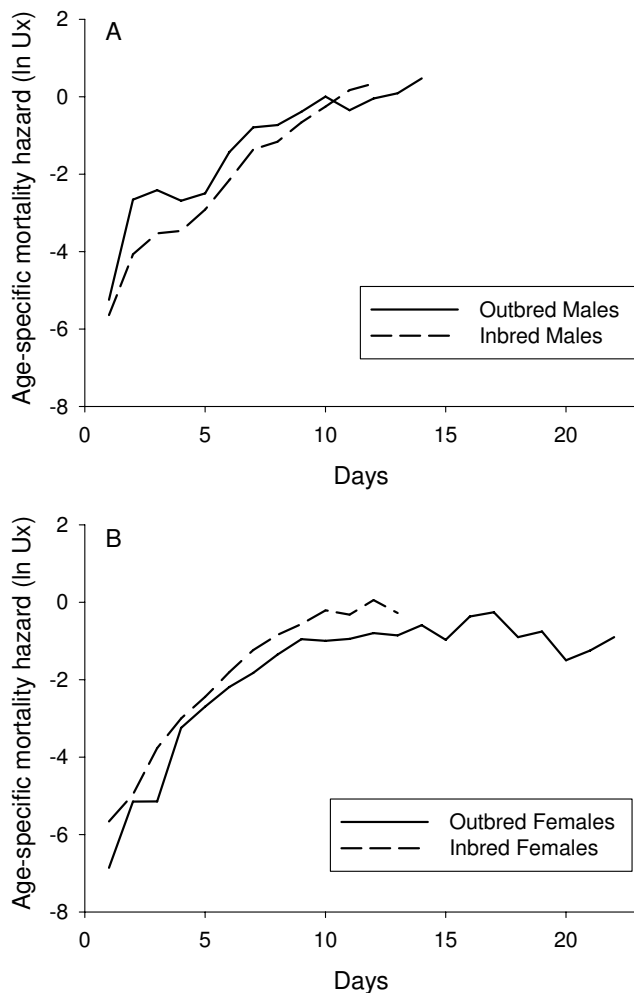 A
Age-specific mortality hazard (ln Ux)
2
0
-2
-4
-6
-8
Outbred Males
Inbred Males
0 5 10 15 20
Days
B
Age-specific mortality hazard (ln Ux)
2
0
-2
-4
-6
-8
Outbred Females
Inbred Females
0 5 10 15 20
Days